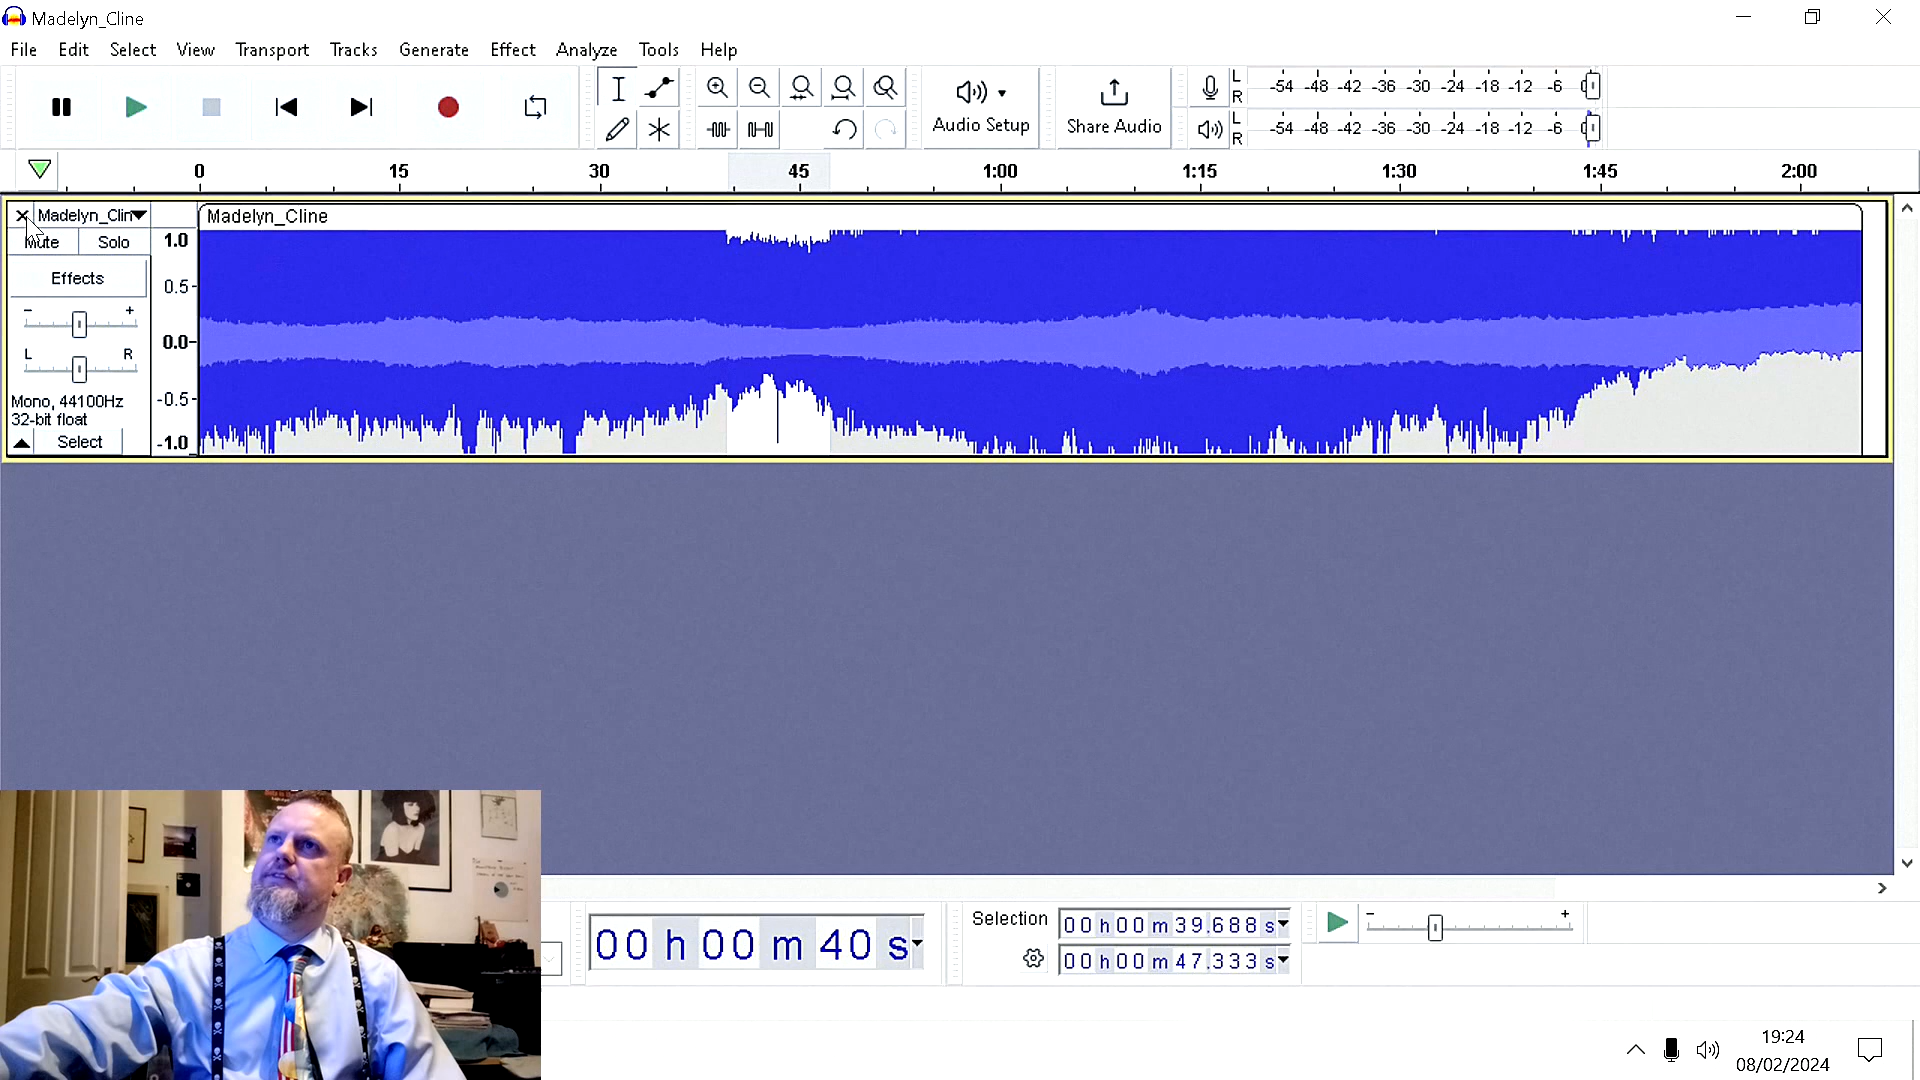 Madelyn_Cline
File Edit Select View Transport Tracks Generate Effect Analyze Tools Help
L
R
-54 -48 -42 -36 -30 -24 -18 -12 -6
Audio Setup
Share Audio
L
R
-54 -48 -42 -36 -30 -24 -18 -12 -6
0 15 30 45 1:00 1:15 1:30 1:45 2:00
Madelyn_Clin
Madelyn_Cline
Mute Solo
1.0
Effects
0.5
- +
0.0
L R
-0.5
Mono, 44100Hz
32-bit float
Select
-1.0
Selection
00 h 00 m 40 s
00 h 00 m 39.688 s
00 h 00 m 47.333 s
- +
19:24
08/02/2024